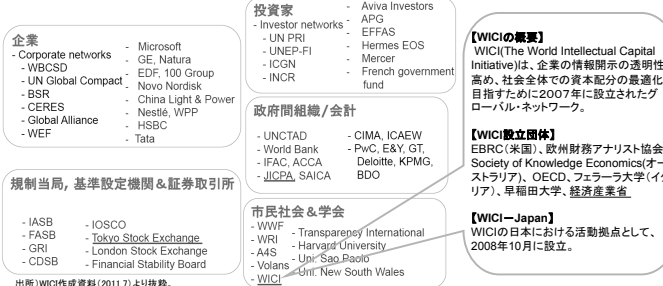 企業
- Corporate networks
- WBCSD
- UN Global Compact
- BSR
- CERES
- Global Alliance
- WEF
- Microsoft
- GE, Natura
- EDF, 100 Group
- Novo Nordisk
- China Light & Power
- Nestlé, WPP
- HSBC
- Tata
投資家
- Investor networks
- UN PRI
- UNEP-FI
- ICGN
- INCR
- Aviva Investors
- APG
- EFFAS
- Hermes EOS
- Mercer
- French government
fund
政府間組織/会計
- UNCTAD
- World Bank
- IFAC, ACCA
- JICPA, SAICA
- CIMA, ICAEW
- PwC, E&Y, GT,
Deloitte, KPMG,
BDO
規制当局, 基準設定機関&証券取引所
- IASB
- FASB
- GRI
- CDSB
- IOSCO
- Tokyo Stock Exchange
- London Stock Exchange
- Financial Stability Board
市民社会&学会
- WWF
- WRI
- A4S
- Volans
- WICI
- Transparency International
- Harvard University
- Uni. Sao Paolo
- Uni. New South Wales
【WICIの概要】
WICI(The World Intellectual Capital
Initiative)は、企業の情報開示の透明性
高め、社会全体での資本配分の最適化
目指すために2007年に設立されたグ
ローバル・ネットワーク。
【WICI設立団体】
EBRC(米国)、欧州財務アナリスト協会
Society of Knowledge Economics(オー
ストラリア)、OECD、フェラーラ大学(イタ
リア)、早稲田大学、経済産業省
【WICIーJapan】
WICIの日本における活動拠点として、
2008年10月に設立。
出所)WICI作成資料(2011.7)より抜粋。